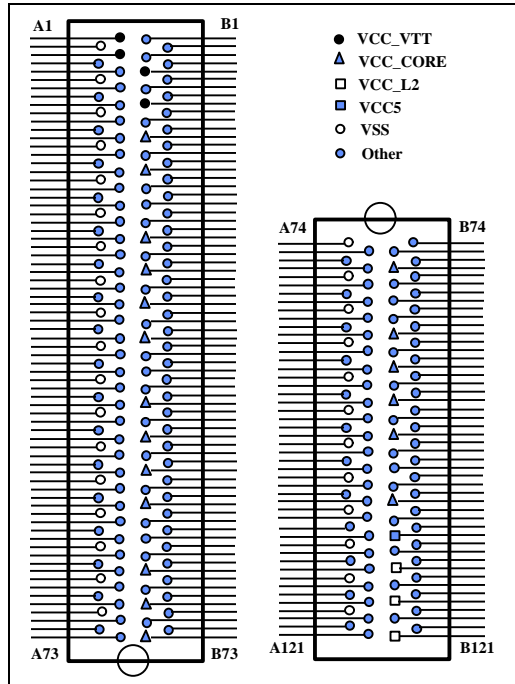 A1
B1
VCC_VTT
VCC_CORE
VCC_L2
VCC5
VSS
Other
A74
B74
A73
B73
A121
B121